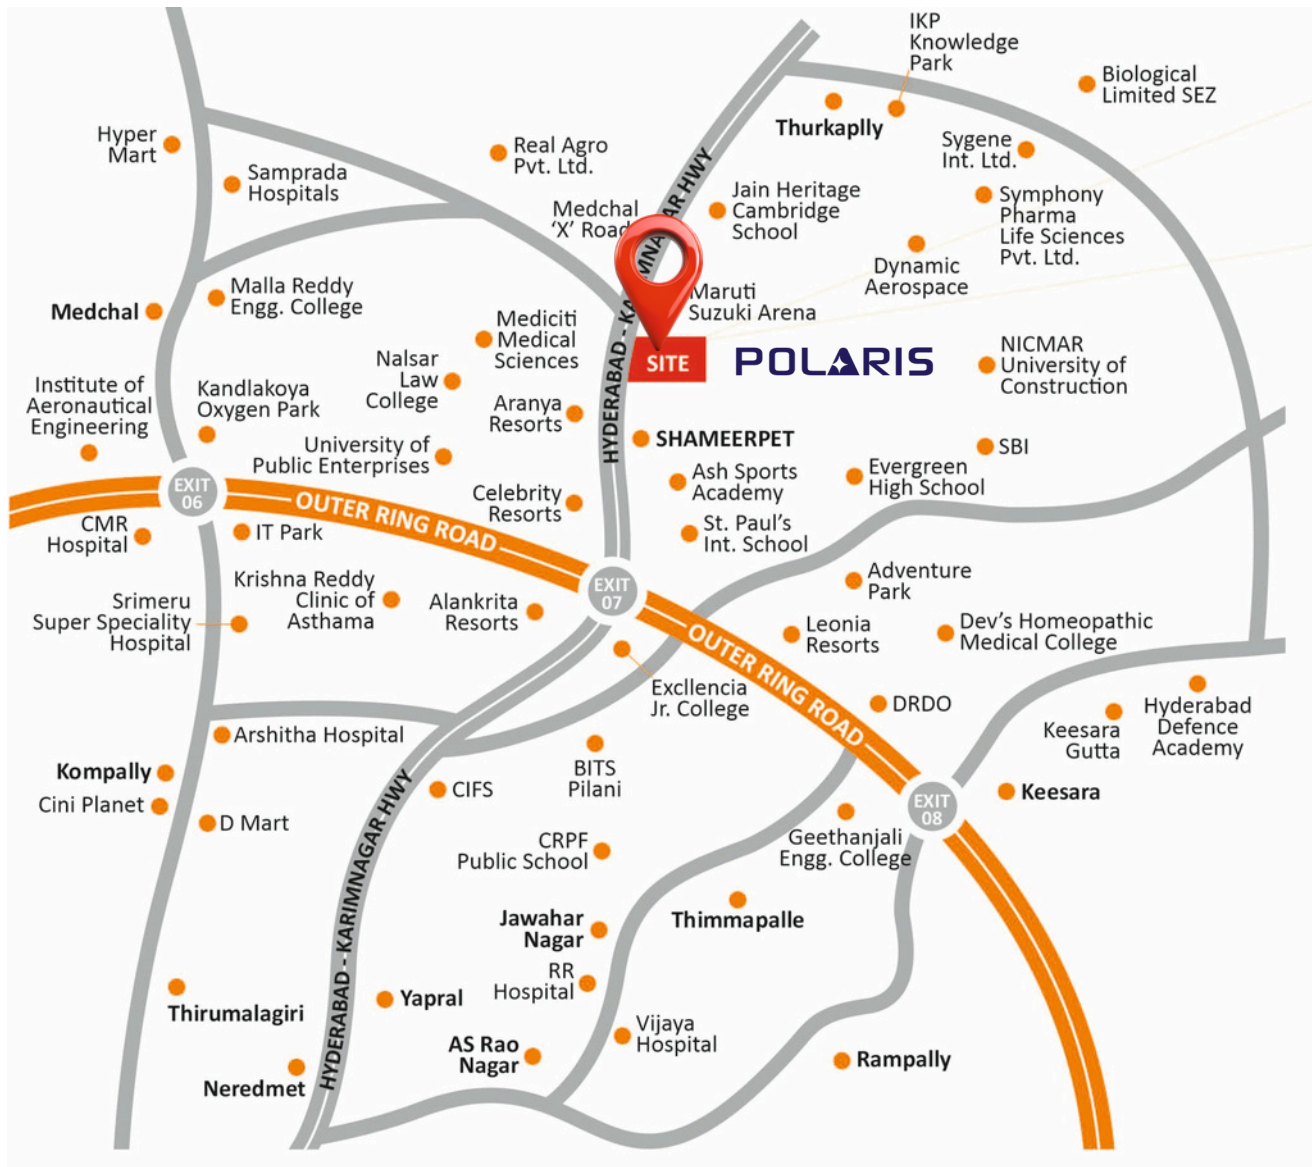 IKP
Knowledge
Park
Biological
Limited SEZ
Thurkaplly
Hyper
Mart
Real Agro
Pvt. Ltd.
Sygene
Int. Ltd.
Samprada
Hospitals
Medchal
'X' Road
HYDERABAD - KARIMNAGAR HWY
Jain Heritage
Cambridge
School
Symphony
Pharma
Life Sciences
Pvt. Ltd.
Dynamic
Aerospace
Malla Reddy
Engg. College
Medchal
Maruti
Suzuki Arena
Mediciti
Medical
Sciences
SITE
POLARIS
NICMAR
University of
Construction
Nalsar
Law
College
Institute of
Aeronautical
Engineering
Kandlakoya
Oxygen Park
Aranya
Resorts
SHAMEERPET
SBI
University of
Public Enterprises
Ash Sports
Academy
Evergreen
High School
EXIT
06
OUTER RING ROAD
Celebrity
Resorts
CMR
Hospital
IT Park
St. Paul's
Int. School
Krishna Reddy
Clinic of
Asthama
Srimeru
Super Speciality
Hospital
Alankrita
Resorts
EXIT
07
Adventure
Park
Leonia
Resorts
Dev's Homeopathic
Medical College
OUTER RING ROAD
Excllencia
Jr. College
DRDO
Keesara
Gutta
Hyderabad
Defence
Academy
Arshitha Hospital
Kompally
Cini Planet
D Mart
HYDERABAD - KARIMNAGAR HWY
CIFS
BITS
Pilani
EXIT
08
Keesara
Geethanjali
Engg. College
CRPF
Public School
Jawahar
Nagar
Thimmapalle
RR
Hospital
Thirumalagiri
Yapral
Vijaya
Hospital
AS Rao
Nagar
Rampally
Neredmet